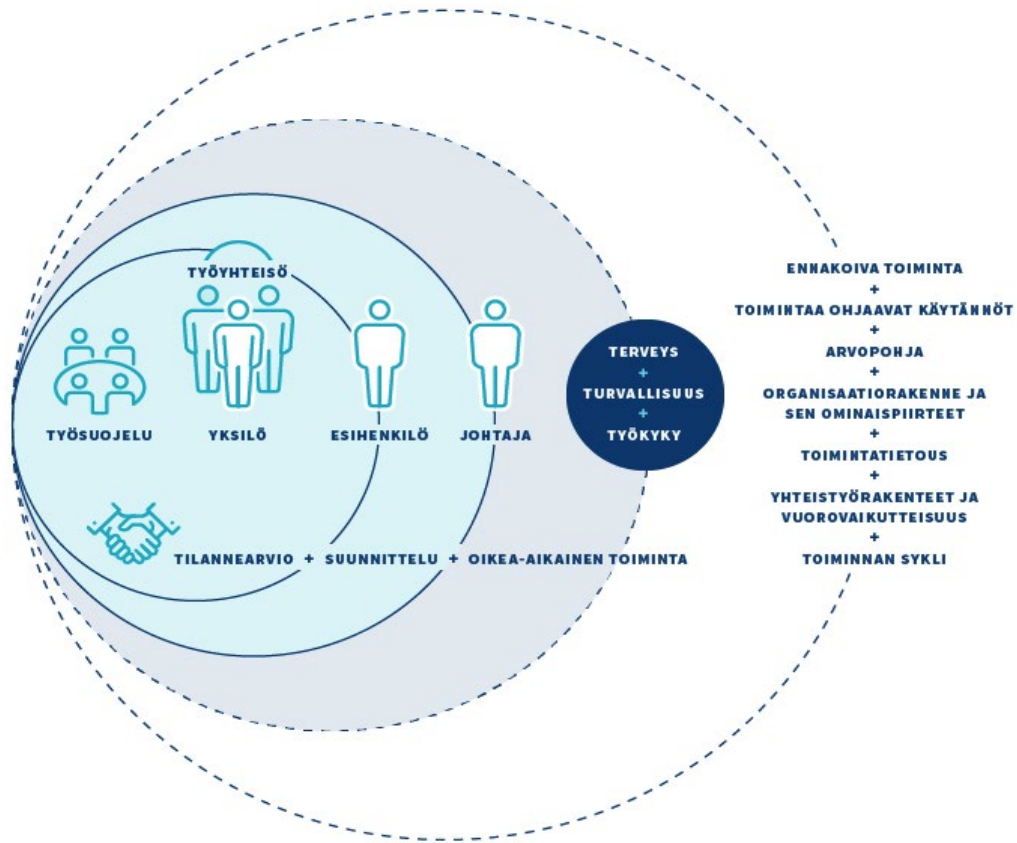 TYÖYHTEISÖ
TYÖSUOJELU
YKSILÖ
ESIHENKILÖ
JOHTAJA
TILANNEARVIO + SUUNNITTELU + OIKEA-AIKAINEN TOIMINTA
TERVEYS
+
TURVALLISUUS
+
TYÖKYKY
ENNAKOIVA TOIMINTA
+
TOIMINTAA OHJAAVAT KÄYTÄNNÖT
+
ARVOPOHJA
+
ORGANISAATIORAKENNE JA
SEN OMINAISPIIRTEET
+
TOIMINTATIETOUS
+
YHTEISTYÖRAKENTEET JA
VUOROVAIKUTTEISUUS
+
TOIMINNAN SYKLI